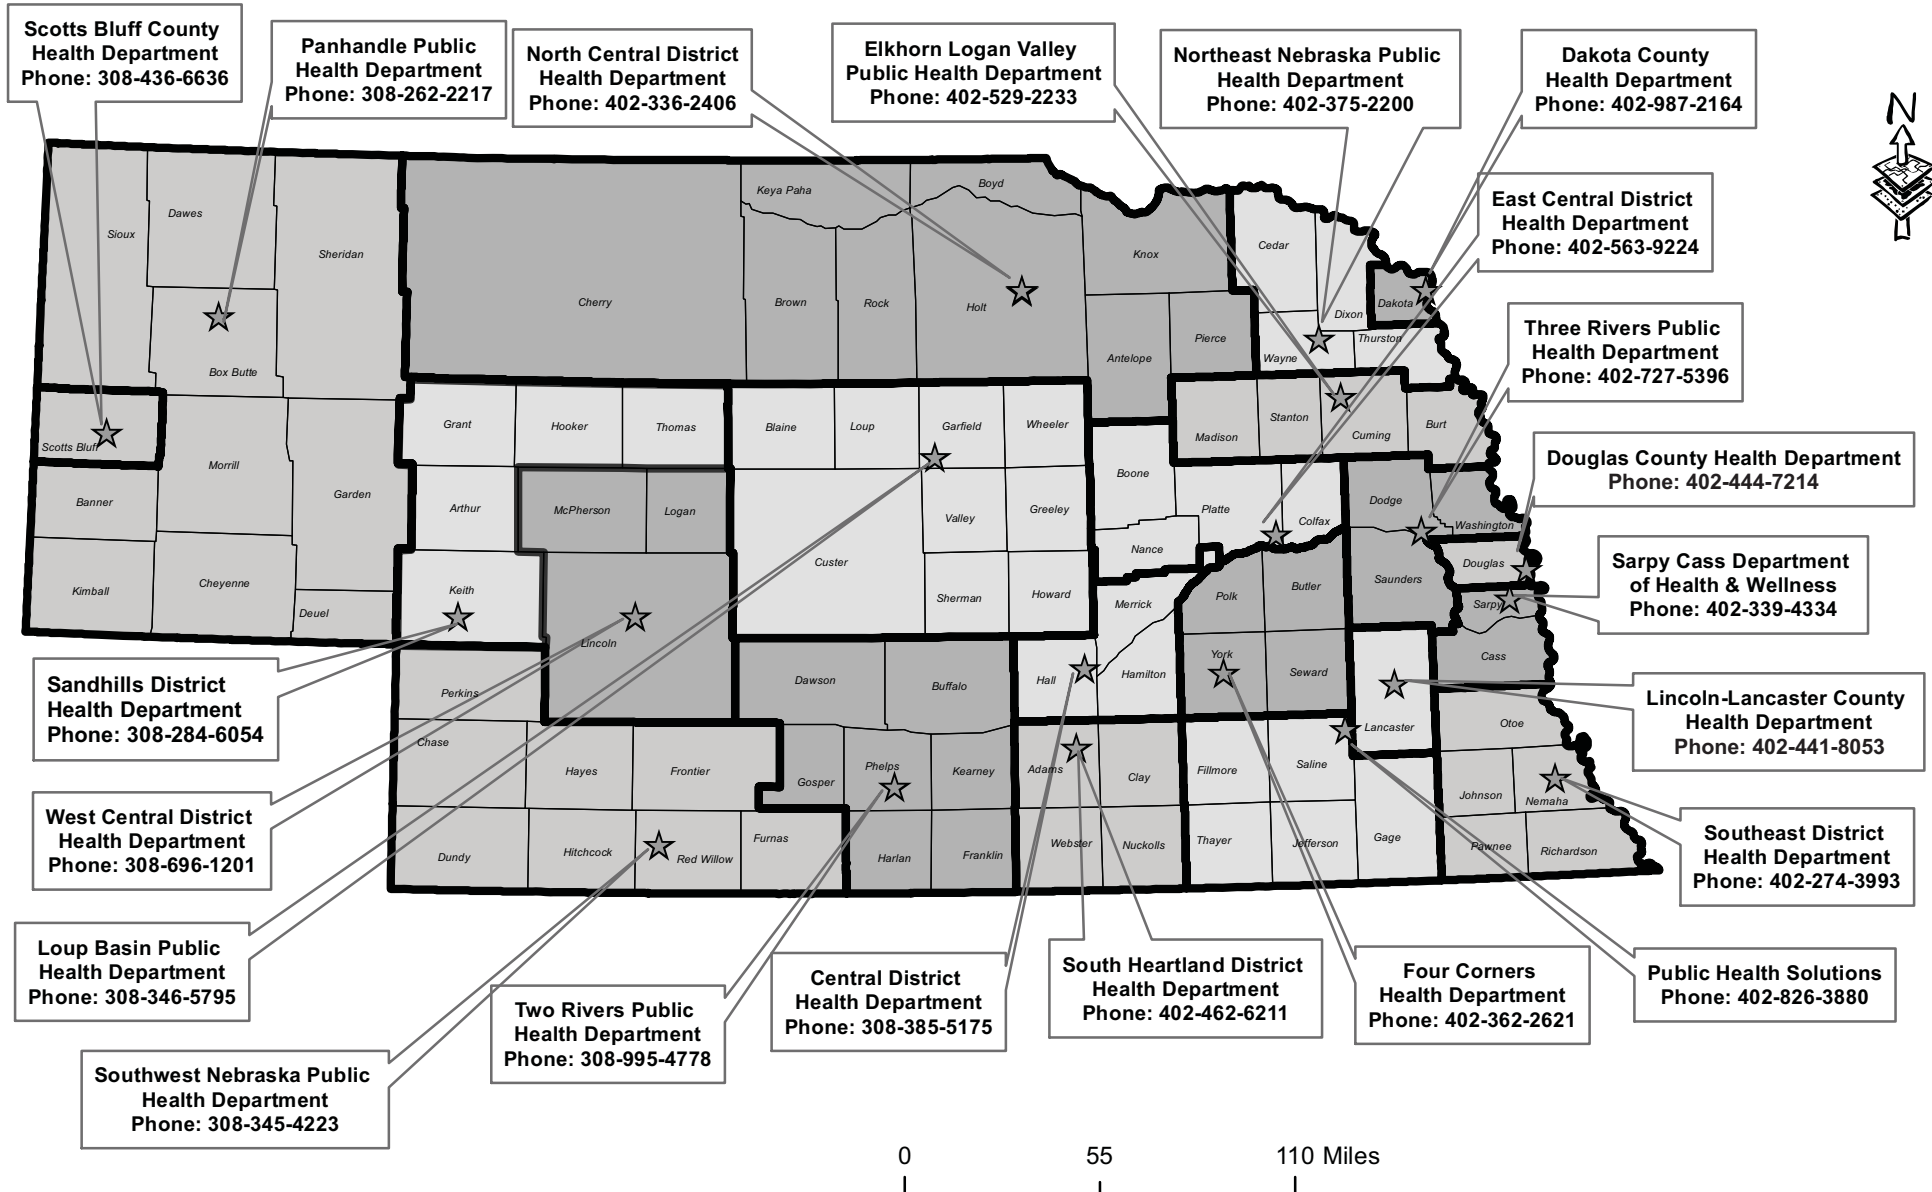 Scotts Bluff County
Health Department
Phone: 308-436-6636
Panhandle Public
Health Department
Phone: 308-262-2217
North Central District
Health Department
Phone: 402-336-2406
Elkhorn Logan Valley
Public Health Department
Phone: 402-529-2233
Northeast Nebraska Public
Health Department
Phone: 402-375-2200
Dakota County
Health Department
Phone: 402-987-2164
N
East Central District
Health Department
Phone: 402-563-9224
Three Rivers Public
Health Department
Phone: 402-727-5396
Douglas County Health Department
Phone: 402-444-7214
Sarpy Cass Department
of Health & Wellness
Phone: 402-339-4334
Lincoln-Lancaster County
Health Department
Phone: 402-441-8053
Southeast District
Health Department
Phone: 402-274-3993
Public Health Solutions
Phone: 402-826-3880
Four Corners
Health Department
Phone: 402-362-2621
South Heartland District
Health Department
Phone: 402-462-6211
Central District
Health Department
Phone: 308-385-5175
Two Rivers Public
Health Department
Phone: 308-995-4778
Southwest Nebraska Public
Health Department
Phone: 308-345-4223
Loup Basin Public
Health Department
Phone: 308-346-5795
West Central District
Health Department
Phone: 308-696-1201
Sandhills District
Health Department
Phone: 308-284-6054
Sioux
Dawes
Sheridan
Box Butte
Scotts Bluff
Morrill
Garden
Banner
Kimball
Cheyenne
Deuel
Cherry
Keya Paha
Boyd
Brown
Rock
Holt
Knox
Antelope
Pierce
Cedar
Dixon
Dakota
Wayne
Thurston
Grant
Hooker
Thomas
Arthur
McPherson
Logan
Keith
Lincoln
Blaine
Loup
Garfield
Wheeler
Custer
Valley
Greeley
Sherman
Howard
Madison
Stanton
Cuming
Burt
Boone
Platte
Colfax
Nance
Dodge
Washington
Saunders
Douglas
Sarpy
Cass
Merrick
Hall
Hamilton
Polk
Butler
York
Seward
Lancaster
Otoe
Johnson
Nemaha
Pawnee
Richardson
Perkins
Chase
Hayes
Frontier
Dundy
Hitchcock
Red Willow
Furnas
Dawson
Buffalo
Gosper
Phelps
Kearney
Harlan
Franklin
Adams
Clay
Webster
Nuckolls
Fillmore
Saline
Thayer
Jefferson
Gage
0 55 110 Miles